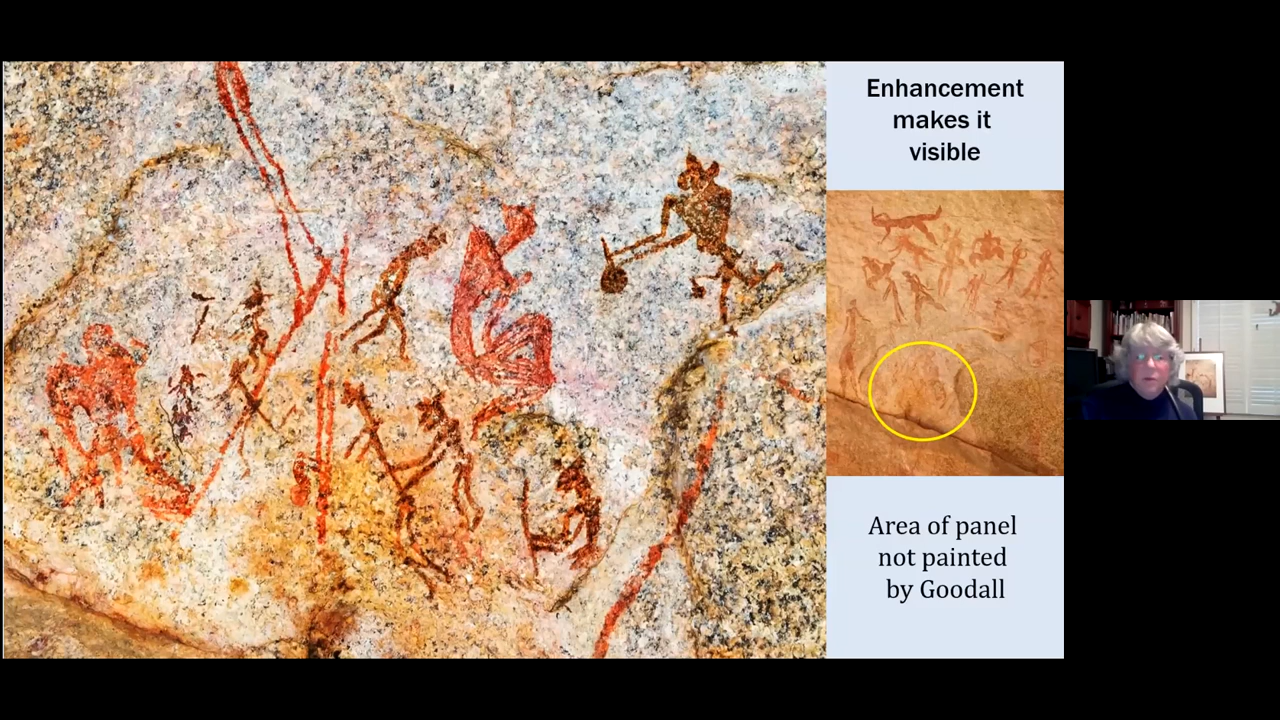 Enhancement
makes it
visible
Area of panel
not painted
by Goodall